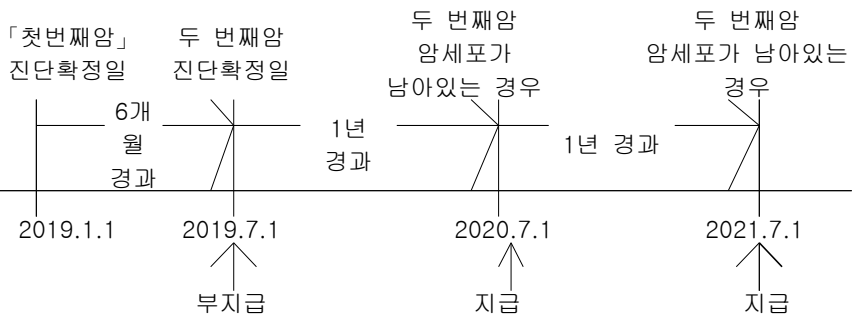 「첫번째암」
진단확정일
두 번째암
진단확정일
두 번째암
암세포가
남아있는 경우
두 번째암
암세포가 남아있는
경우
6개
월
경과
1년
경과
1년 경과
2019.1.1
2019.7.1
2020.7.1
2021.7.1
부지급
지급
지급